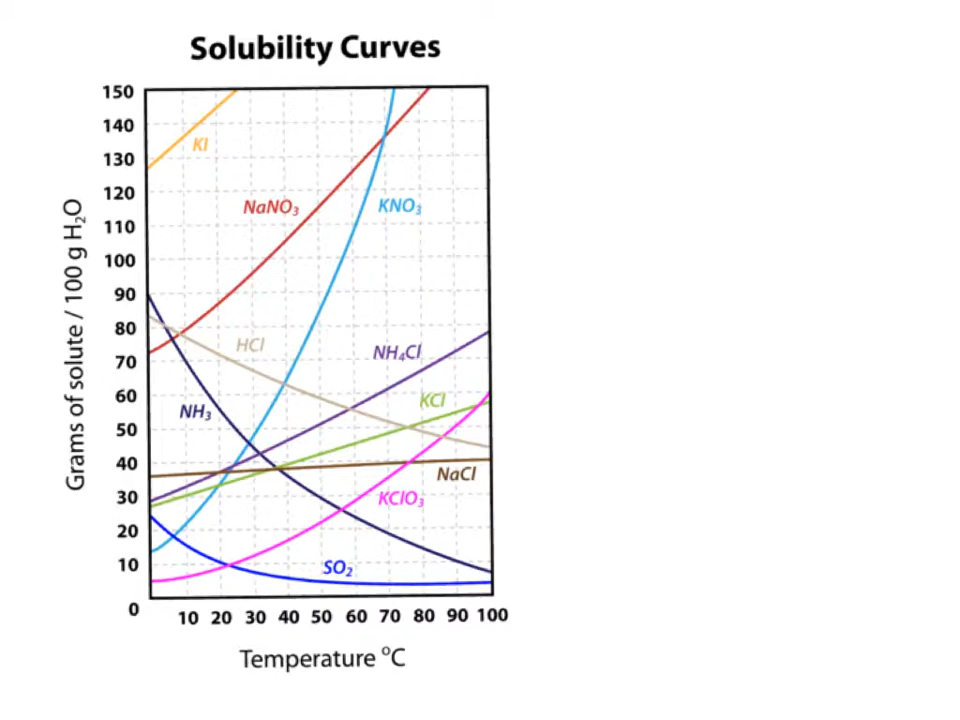 Solubility Curves
Grams of solute / 100 g H₂O
150
140
130
120
110
100
90
80
70
60
50
40
30
20
10
0
KI
NaNO₃
KNO₃
HCl
NH₄Cl
NH₃
KCl
NaCl
KClO₃
SO₂
10 20 30 40 50 60 70 80 90 100
Temperature °C